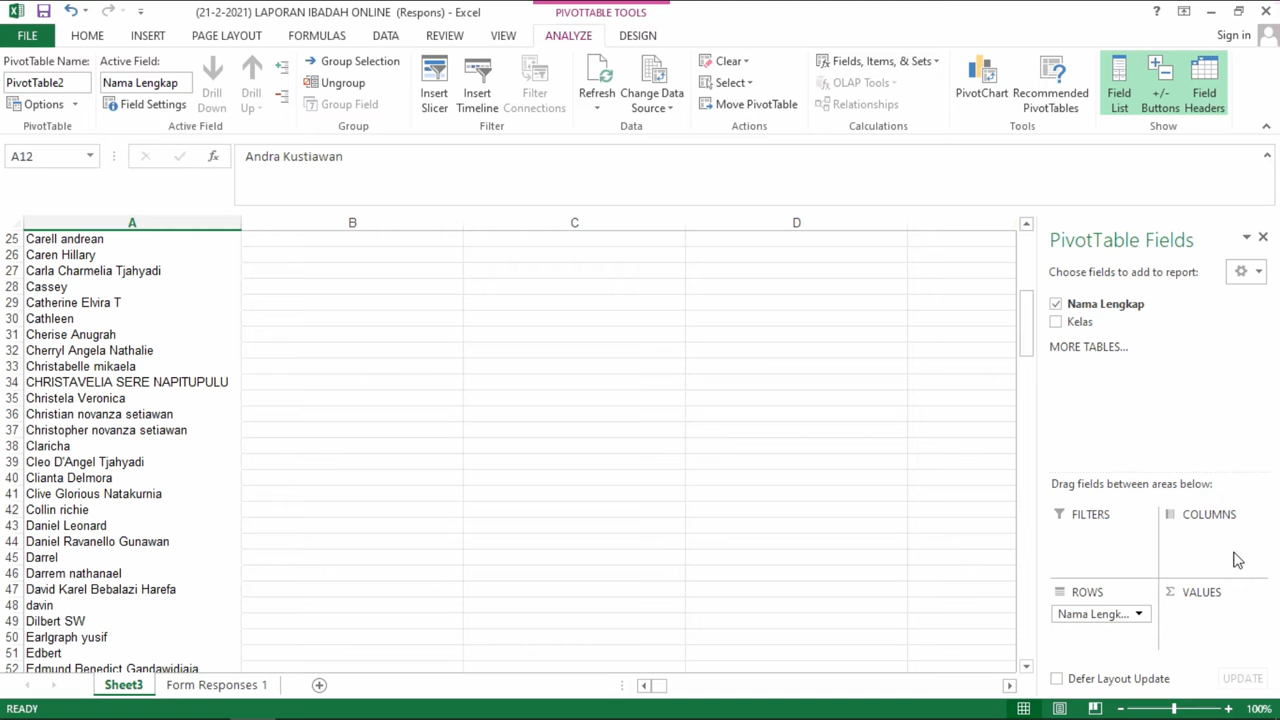 (21-2-2021) LAPORAN IBADAH ONLINE (Respons) - Excel
PIVOTTABLE TOOLS
?
FILE HOME INSERT PAGE LAYOUT FORMULAS DATA REVIEW VIEW ANALYZE DESIGN Sign in
PivotTable Name:
PivotTable2
Options
PivotTable
Active Field:
Nama Lengkap
Field Settings
Drill Down
Drill Up
Active Field
Group Selection
Ungroup
Group Field
Group
Insert Slicer
Insert Timeline
Filter Connections
Filter
Refresh
Change Data Source
Data
Clear
Select
Move PivotTable
Actions
Fields, Items, & Sets
OLAP Tools
Relationships
Calculations
PivotChart
Recommended PivotTables
Tools
Field List
+/- Buttons
Field Headers
Show
A12 fx Andra Kustiawan
A B C D
25 Carell andrean
26 Caren Hillary
27 Carla Charmelia Tjahyadi
28 Cassey
29 Catherine Elvira T
30 Cathleen
31 Cherise Anugrah
32 Cherryl Angela Nathalie
33 Christabelle mikaela
34 CHRISTAVELIA SERE NAPITUPULU
35 Christela Veronica
36 Christian novanza setiawan
37 Christopher novanza setiawan
38 Claricha
39 Cleo D'Angel Tjahyadi
40 Clianta Delmora
41 Clive Glorious Natakurnia
42 Collin richie
43 Daniel Leonard
44 Daniel Ravanello Gunawan
45 Darrel
46 Darrem nathanael
47 David Karel Bebalazi Harefa
48 davin
49 Dilbert SW
50 Earlgraph yusif
51 Edbert
52 Edmund Benedict Gandawidjaja
PivotTable Fields
Choose fields to add to report:
Nama Lengkap
Kelas
MORE TABLES...
Drag fields between areas below:
FILTERS
COLUMNS
ROWS
Σ VALUES
Nama Lengk...
Defer Layout Update
UPDATE
Sheet3 Form Responses 1
READY
100%